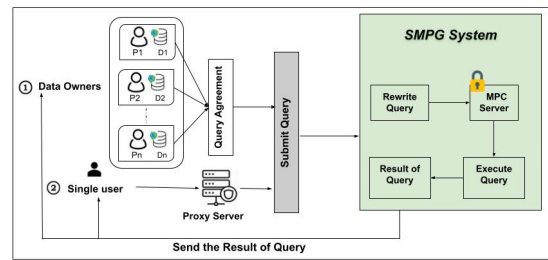 SMPG System
P1 D1
P2 D2
Pn Dn
① Data Owners
Query Agreement
Submit Query
Rewrite
Query
MPC
Server
Result of
Query
Execute
Query
② Single user
Proxy Server
Send the Result of Query